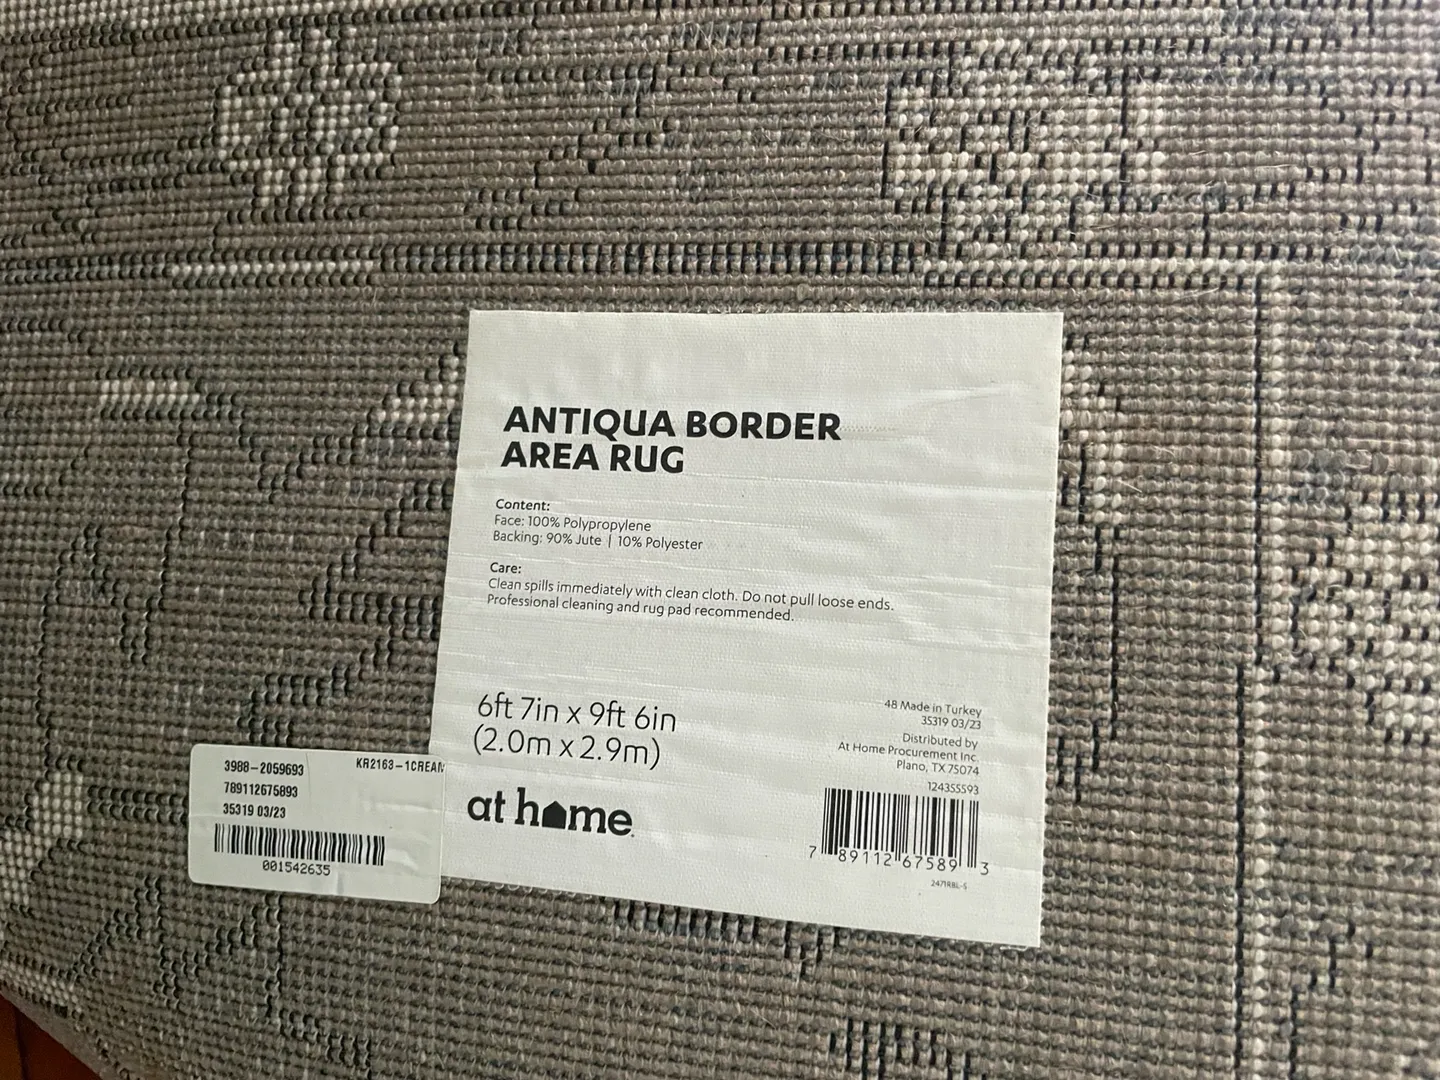 ANTIQUA BORDER
AREA RUG
Content:
Face: 100% Polypropylene
Backing: 90% Jute | 10% Polyester
Care:
Clean spills immediately with clean cloth. Do not pull loose ends.
Professional cleaning and rug pad recommended.
6ft 7in x 9ft 6in
(2.0m x 2.9m)
at home
48 Made in Turkey
35319 03/23
Distributed by
At Home Procurement Inc.
Plano, TX 75074
124355593
7 89112 67589 3
2471RBL-S
3988-2059693 KR2163-1CREAM
789112675893
35319 03/23
001542635